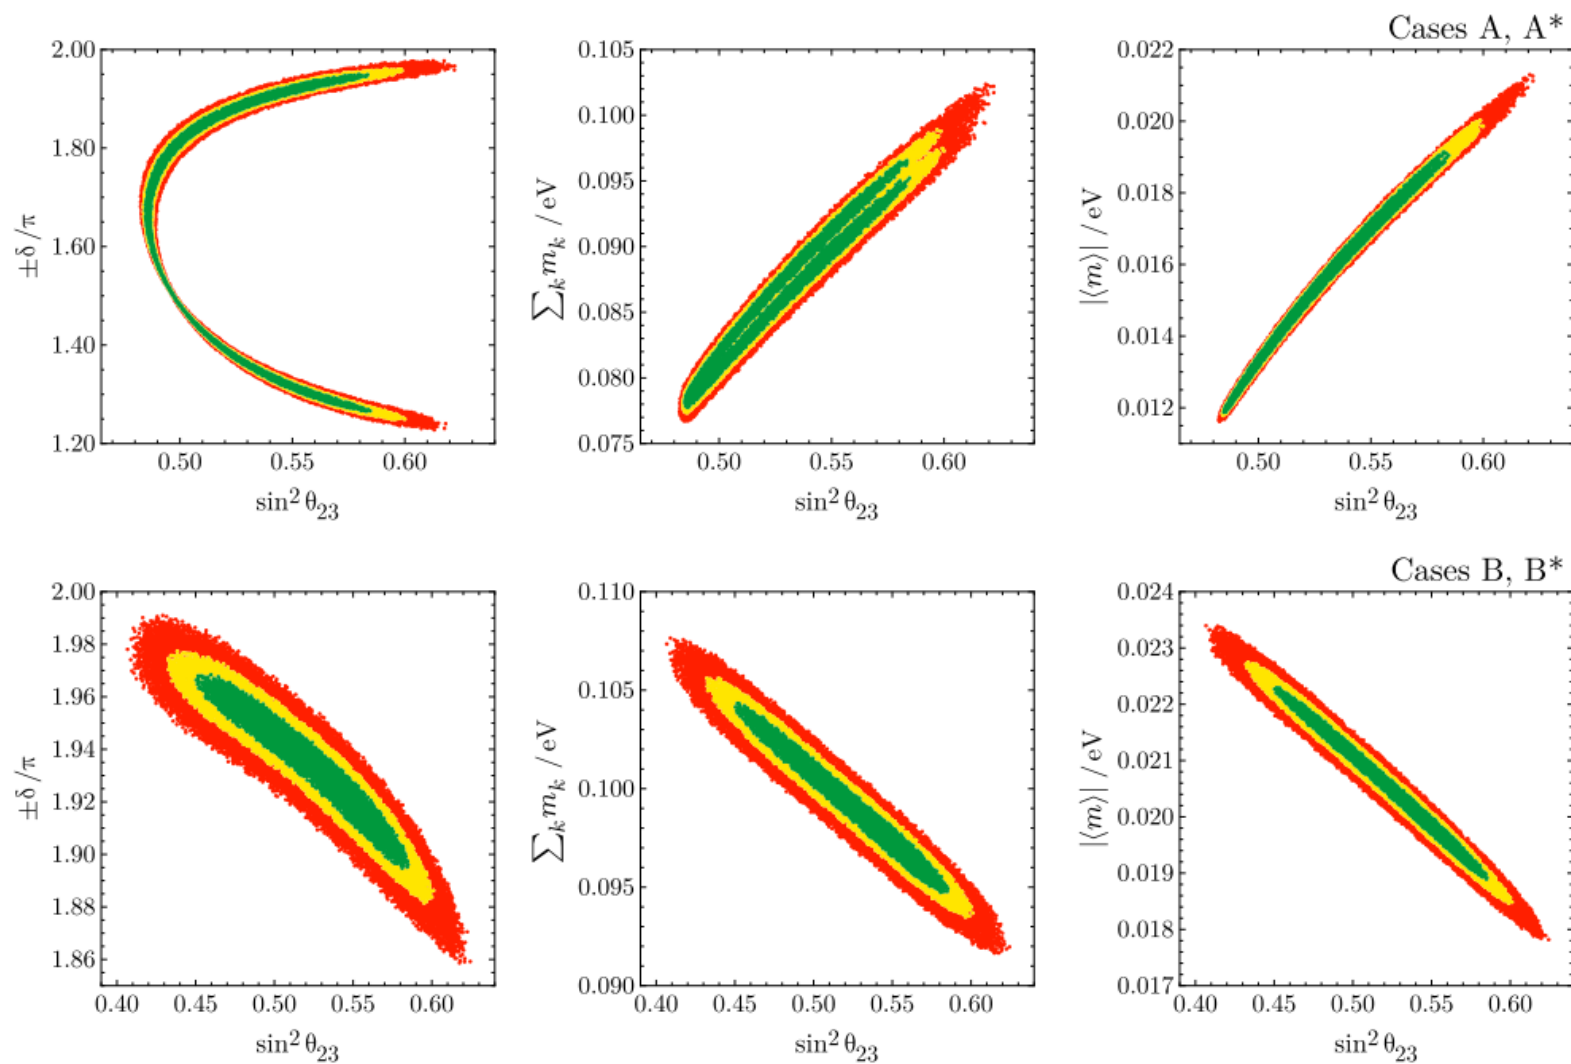 Cases A, A*
±δ/π
2.00
1.80
1.60
1.40
1.20
0.50 0.55 0.60
sin² θ₂₃
∑ₖ mₖ / eV
0.105
0.100
0.095
0.090
0.085
0.080
0.075
0.50 0.55 0.60
sin² θ₂₃
|⟨m⟩| / eV
0.022
0.020
0.018
0.016
0.014
0.012
0.50 0.55 0.60
sin² θ₂₃
Cases B, B*
±δ/π
2.00
1.98
1.96
1.94
1.92
1.90
1.88
1.86
0.40 0.45 0.50 0.55 0.60
sin² θ₂₃
∑ₖ mₖ / eV
0.110
0.105
0.100
0.095
0.090
0.40 0.45 0.50 0.55 0.60
sin² θ₂₃
|⟨m⟩| / eV
0.024
0.023
0.022
0.021
0.020
0.019
0.018
0.017
0.40 0.45 0.50 0.55 0.60
sin² θ₂₃